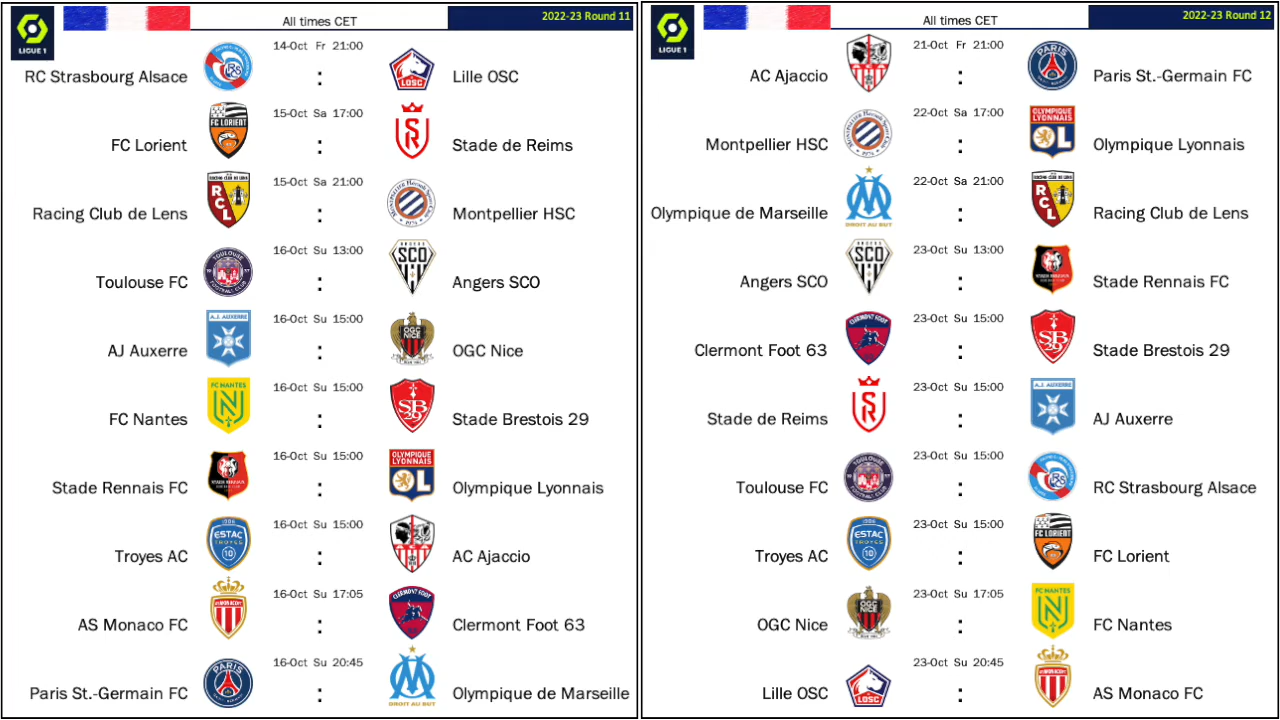 LIGUE 1
All times CET
2022-23 Round 11
14-Oct Fr 21:00
RC Strasbourg Alsace : Lille OSC
15-Oct Sa 17:00
FC Lorient : Stade de Reims
15-Oct Sa 21:00
Racing Club de Lens : Montpellier HSC
16-Oct Su 13:00
Toulouse FC : Angers SCO
16-Oct Su 15:00
AJ Auxerre : OGC Nice
16-Oct Su 15:00
FC Nantes : Stade Brestois 29
16-Oct Su 15:00
Stade Rennais FC : Olympique Lyonnais
16-Oct Su 15:00
Troyes AC : AC Ajaccio
16-Oct Su 17:05
AS Monaco FC : Clermont Foot 63
16-Oct Su 20:45
Paris St.-Germain FC : Olympique de Marseille
LIGUE 1
All times CET
2022-23 Round 12
21-Oct Fr 21:00
AC Ajaccio : Paris St.-Germain FC
22-Oct Sa 17:00
Montpellier HSC : Olympique Lyonnais
22-Oct Sa 21:00
Olympique de Marseille : Racing Club de Lens
23-Oct Su 13:00
Angers SCO : Stade Rennais FC
23-Oct Su 15:00
Clermont Foot 63 : Stade Brestois 29
23-Oct Su 15:00
Stade de Reims : AJ Auxerre
23-Oct Su 15:00
Toulouse FC : RC Strasbourg Alsace
23-Oct Su 15:00
Troyes AC : FC Lorient
23-Oct Su 17:05
OGC Nice : FC Nantes
23-Oct Su 20:45
Lille OSC : AS Monaco FC